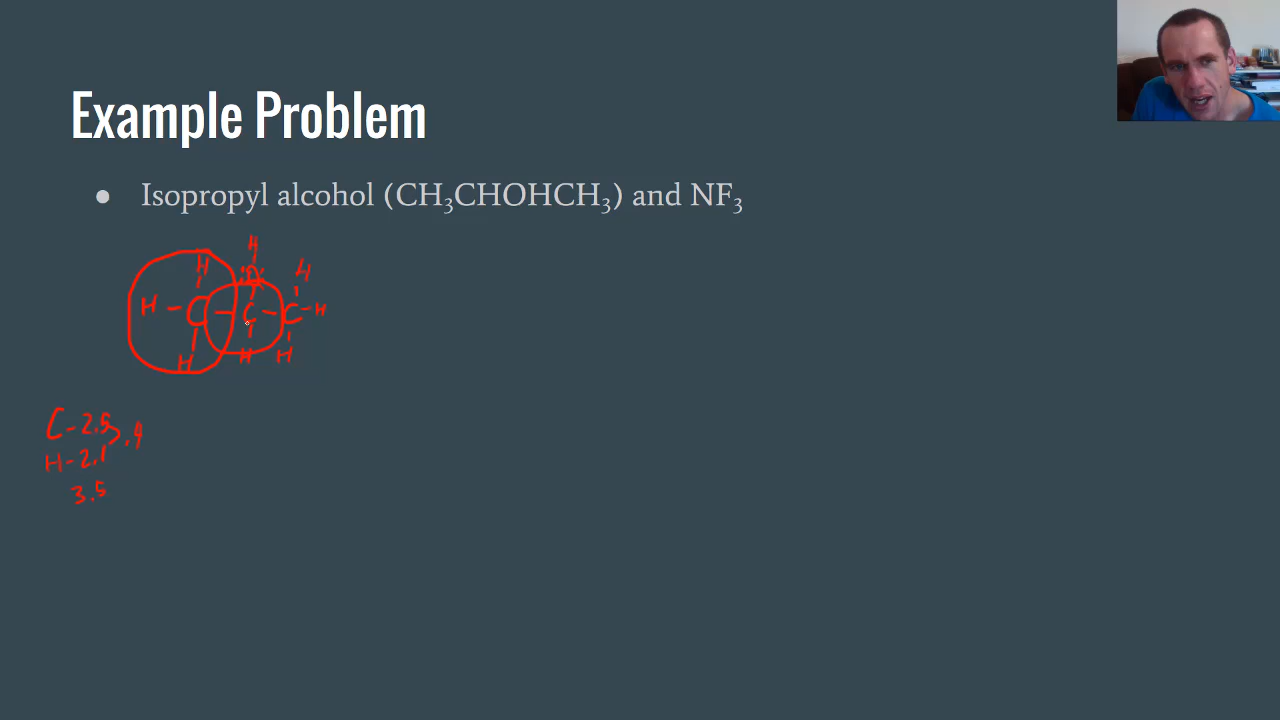 Example Problem
● Isopropyl alcohol (CH₃CHOHCH₃) and NF₃
H
H O H
H - C - C - C - H
H H H
C - 2.5
.4
H - 2.1
3.5